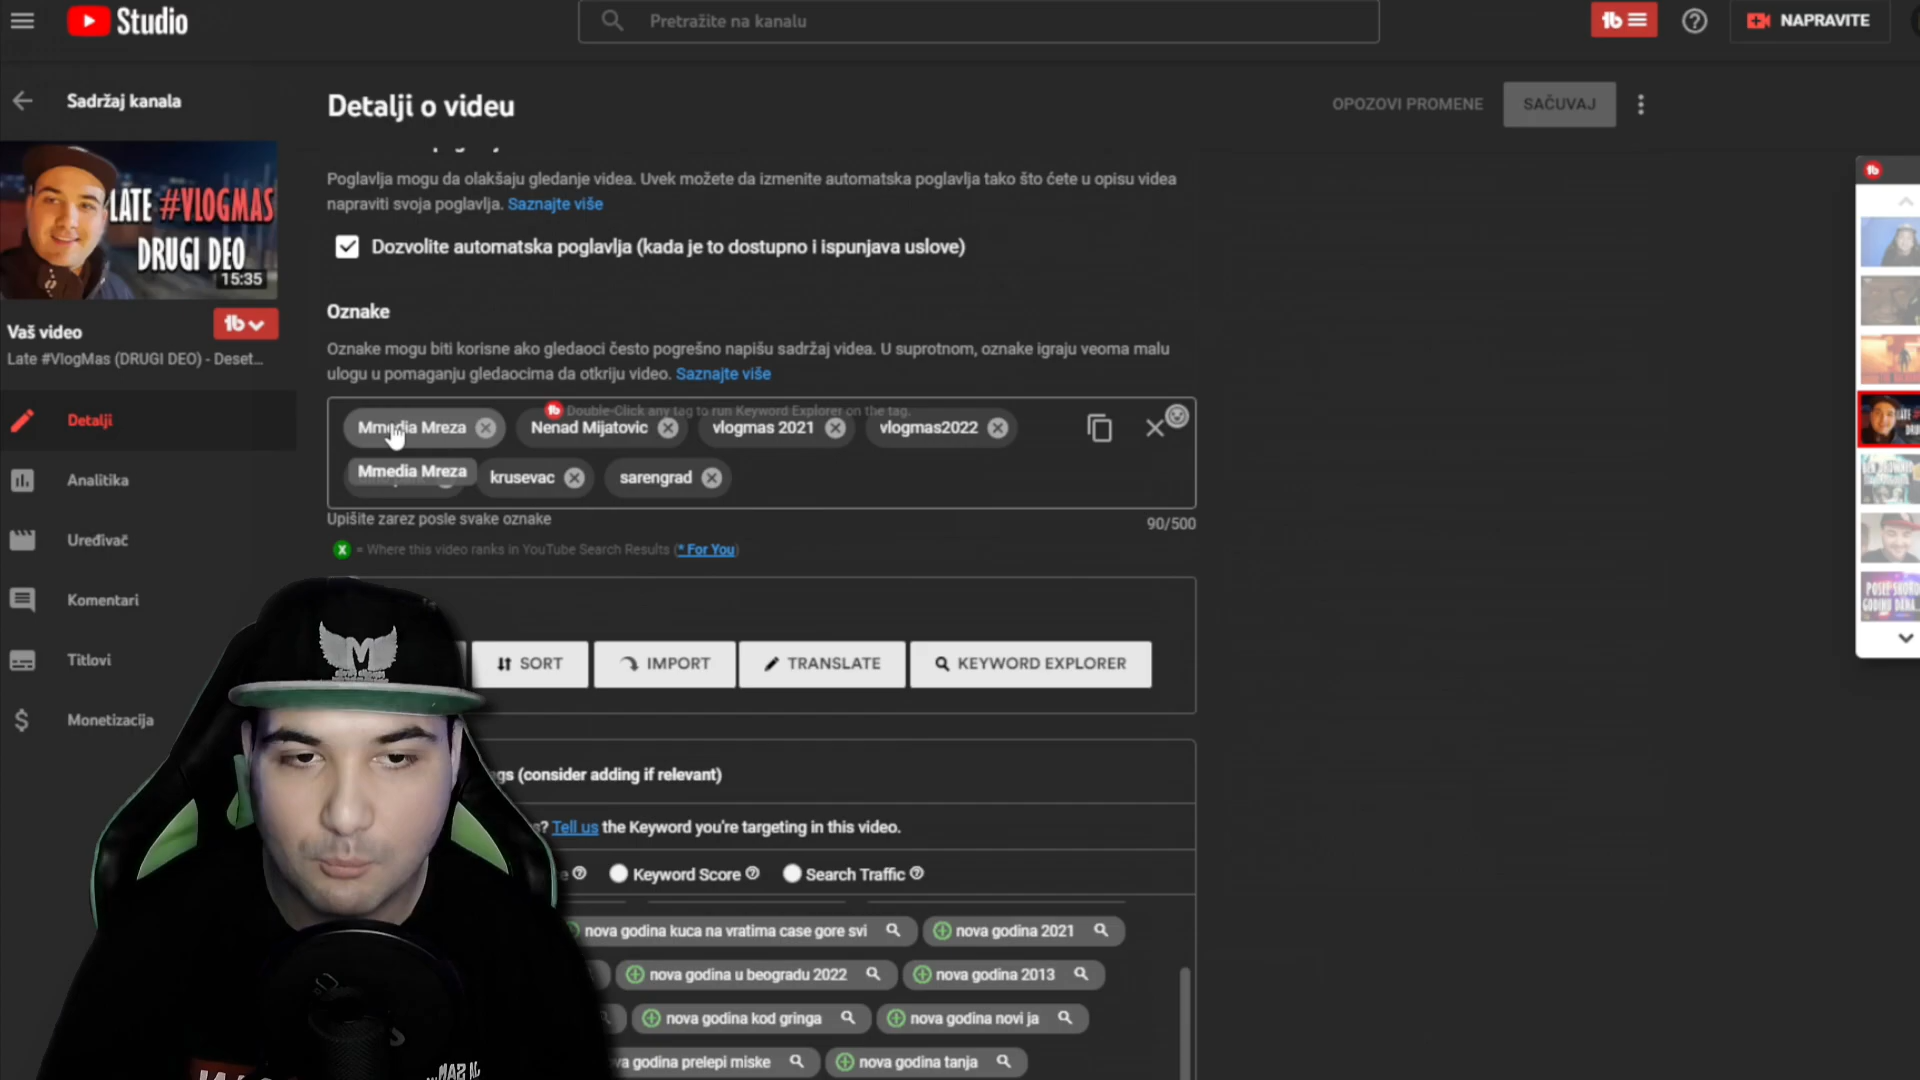 Studio
Pretražite na kanalu
NAPRAVITE
Sadržaj kanala
Detalji o videu
OPOZOVI PROMENE
SAČUVAJ
LATE #VLOGMAS
DRUGI DEO
15:35
Vaš video
Late #VlogMas (DRUGI DEO) - Deset...
Detalji
Analitika
Uređivač
Komentari
Titlovi
Monetizacija
Poglavlja mogu da olakšaju gledanje videa. Uvek možete da izmenite automatska poglavlja tako što ćete u opisu videa
napraviti svoja poglavlja. Saznajte više
Dozvolite automatska poglavlja (kada je to dostupno i ispunjava uslove)
Oznake
Oznake mogu biti korisne ako gledaoci često pogrešno napišu sadržaj videa. U suprotnom, oznake igraju veoma malu
ulogu u pomaganju gledaocima da otkriju video. Saznajte više
Double-Click any tag to run Keyword Explorer on the tag.
Mmedia Mreza Nenad Mijatovic vlogmas 2021 vlogmas2022
Mmedia Mreza krusevac sarengrad
Upišite zarez posle svake oznake 90/500
X = Where this video ranks in YouTube Search Results (* For You)
SORT IMPORT TRANSLATE KEYWORD EXPLORER
(consider adding if relevant)
? Tell us the Keyword you're targeting in this video.
Keyword Score Search Traffic
nova godina kuca na vratima case gore svi nova godina 2021
nova godina u beogradu 2022 nova godina 2013
nova godina kod gringa nova godina novi ja
godina prelepi miske nova godina tanja
POSLE SKORO
GODINU DANA